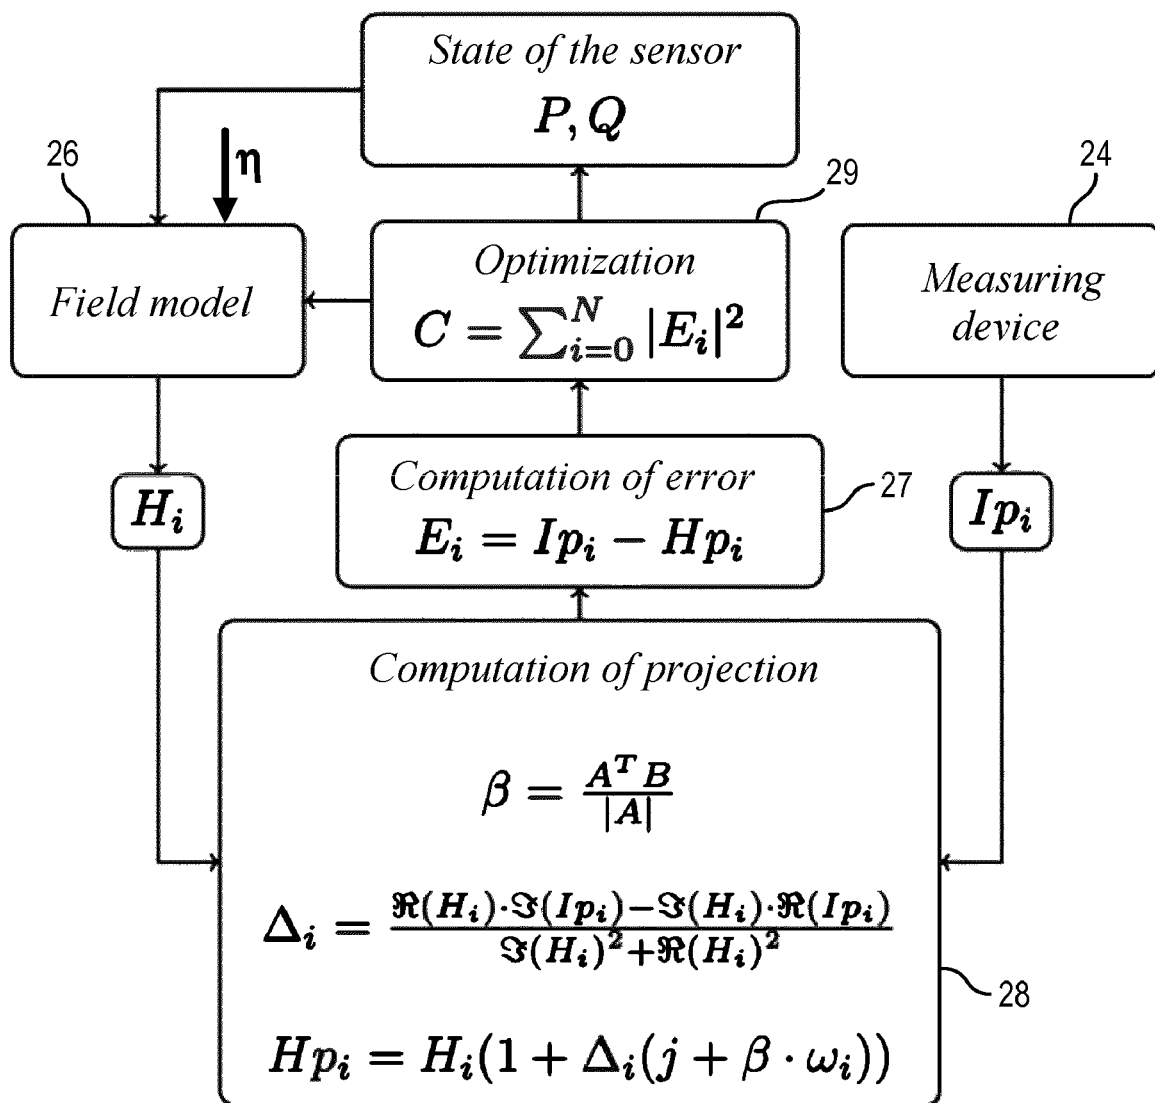 State of the sensor
P, Q
26
η
29
24
Optimization
C = ∑_{i=0}^{N} |E_i|^2
Field model
Measuring
device
H_i
Computation of error
E_i = Ip_i − Hp_i
27
Ip_i
Computation of projection
β = \frac{A^T B}{|A|}
Δ_i = \frac{ℜ(H_i)·ℑ(Ip_i)−ℑ(H_i)·ℜ(Ip_i)}{ℑ(H_i)^2+ℜ(H_i)^2}
28
Hp_i = H_i(1 + Δ_i(j + β · ω_i))